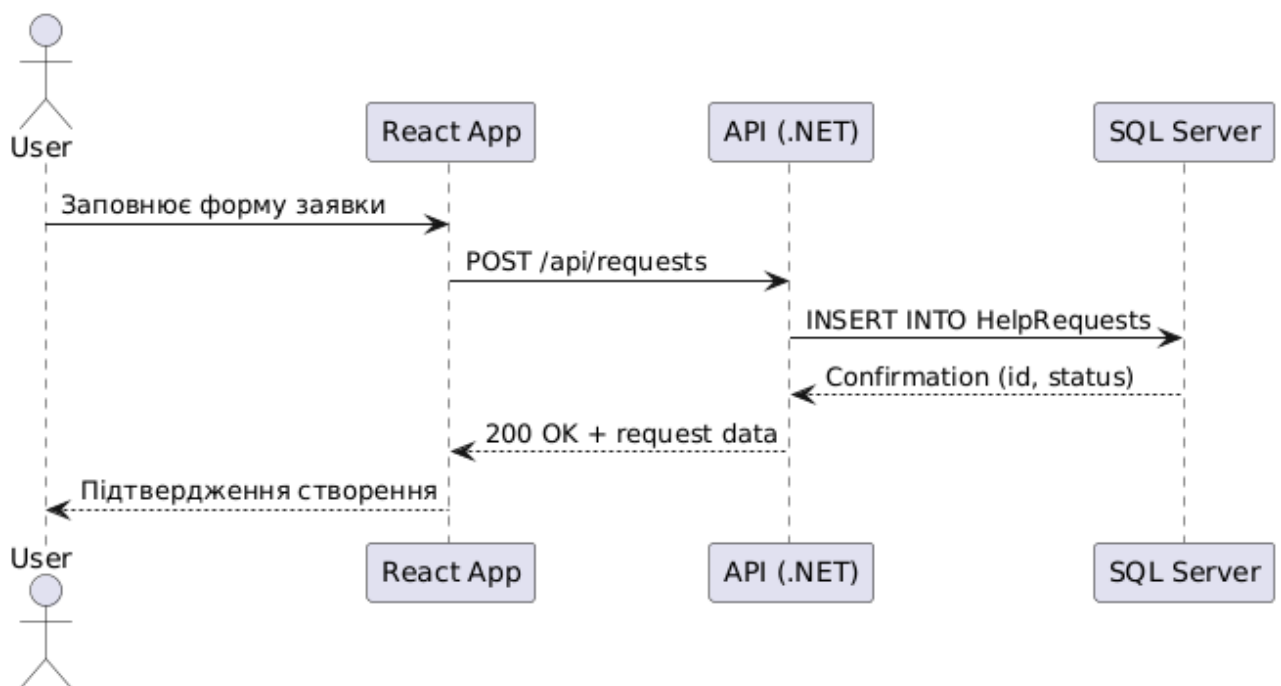 User
React App
API (.NET)
SQL Server
Заповнює форму заявки
POST /api/requests
INSERT INTO HelpRequests
Confirmation (id, status)
200 OK + request data
Підтвердження створення
User
React App
API (.NET)
SQL Server